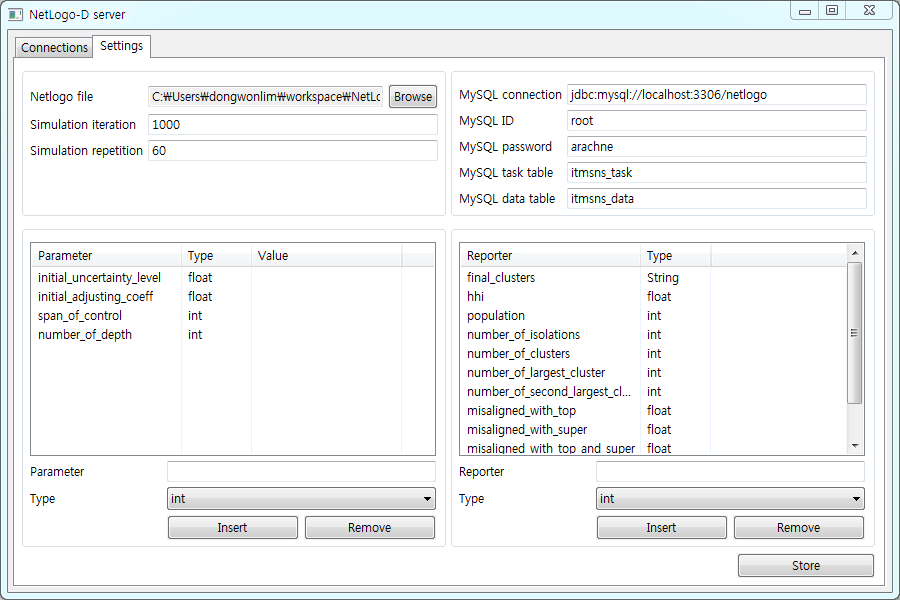 NetLogo-D server
Connections
Settings
Netlogo file
C:₩Users₩dongwonlim₩workspace₩NetLo
Browse
Simulation iteration
1000
Simulation repetition
60
MySQL connection
jdbc:mysql://localhost:3306/netlogo
MySQL ID
root
MySQL password
arachne
MySQL task table
itmsns_task
MySQL data table
itmsns_data
Parameter Type Value
initial_uncertainty_level float
initial_adjusting_coeff float
span_of_control int
number_of_depth int
Parameter
Type
int
Insert
Remove
Reporter Type
final_clusters String
hhi float
population int
number_of_isolations int
number_of_clusters int
number_of_largest_cluster int
number_of_second_largest_cl... int
misaligned_with_top float
misaligned_with_super float
misaligned_with_top_and_super float
Reporter
Type
int
Insert
Remove
Store